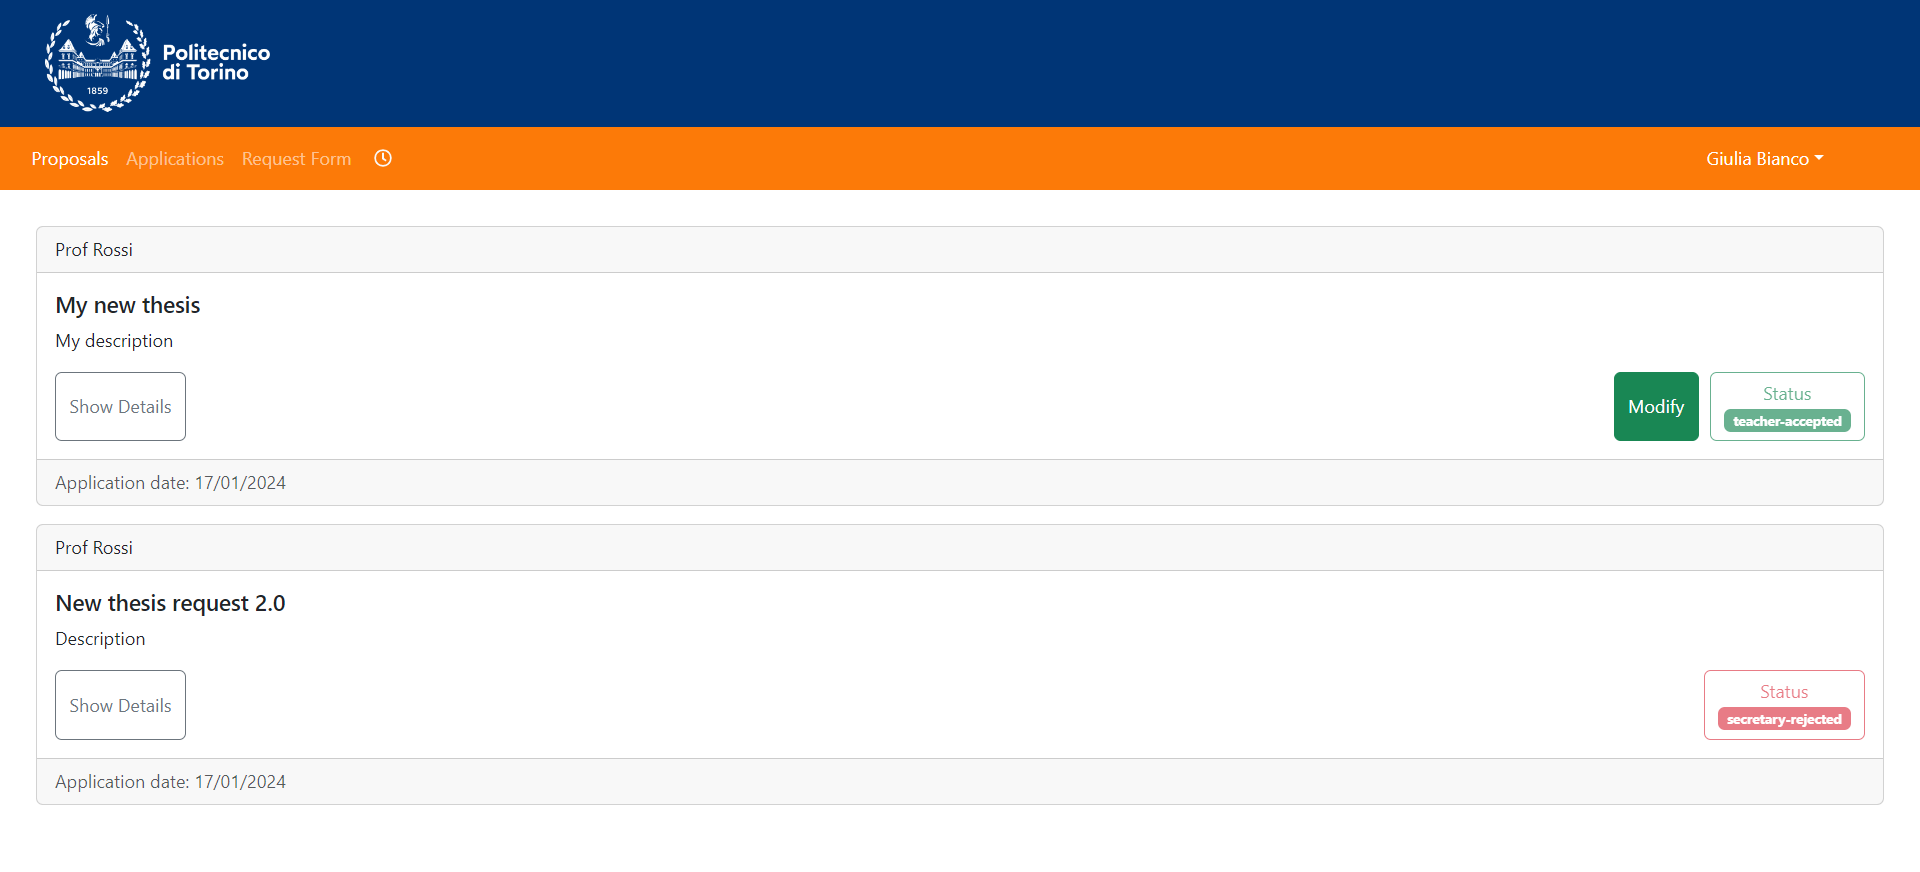 1859
Politecnico
di Torino
Proposals Applications Request Form Giulia Bianco
Prof Rossi
My new thesis
My description
Show Details Modify Status
teacher-accepted
Application date: 17/01/2024
Prof Rossi
New thesis request 2.0
Description
Show Details Status
secretary-rejected
Application date: 17/01/2024